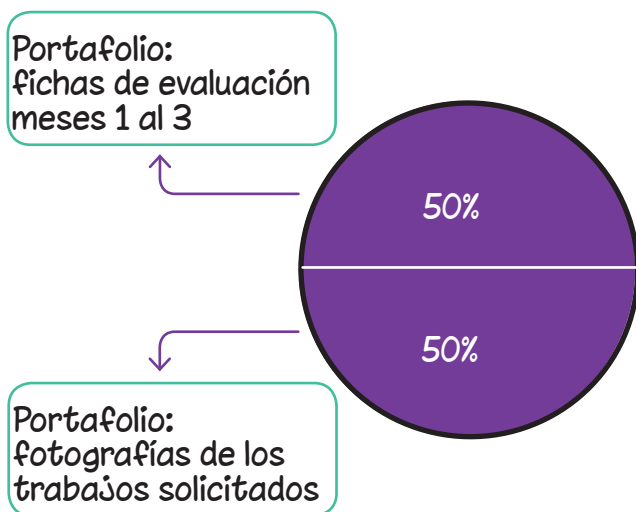 Portafolio:
fichas de evaluación
meses 1 al 3
50%
50%
Portafolio:
fotografías de los
trabajos solicitados